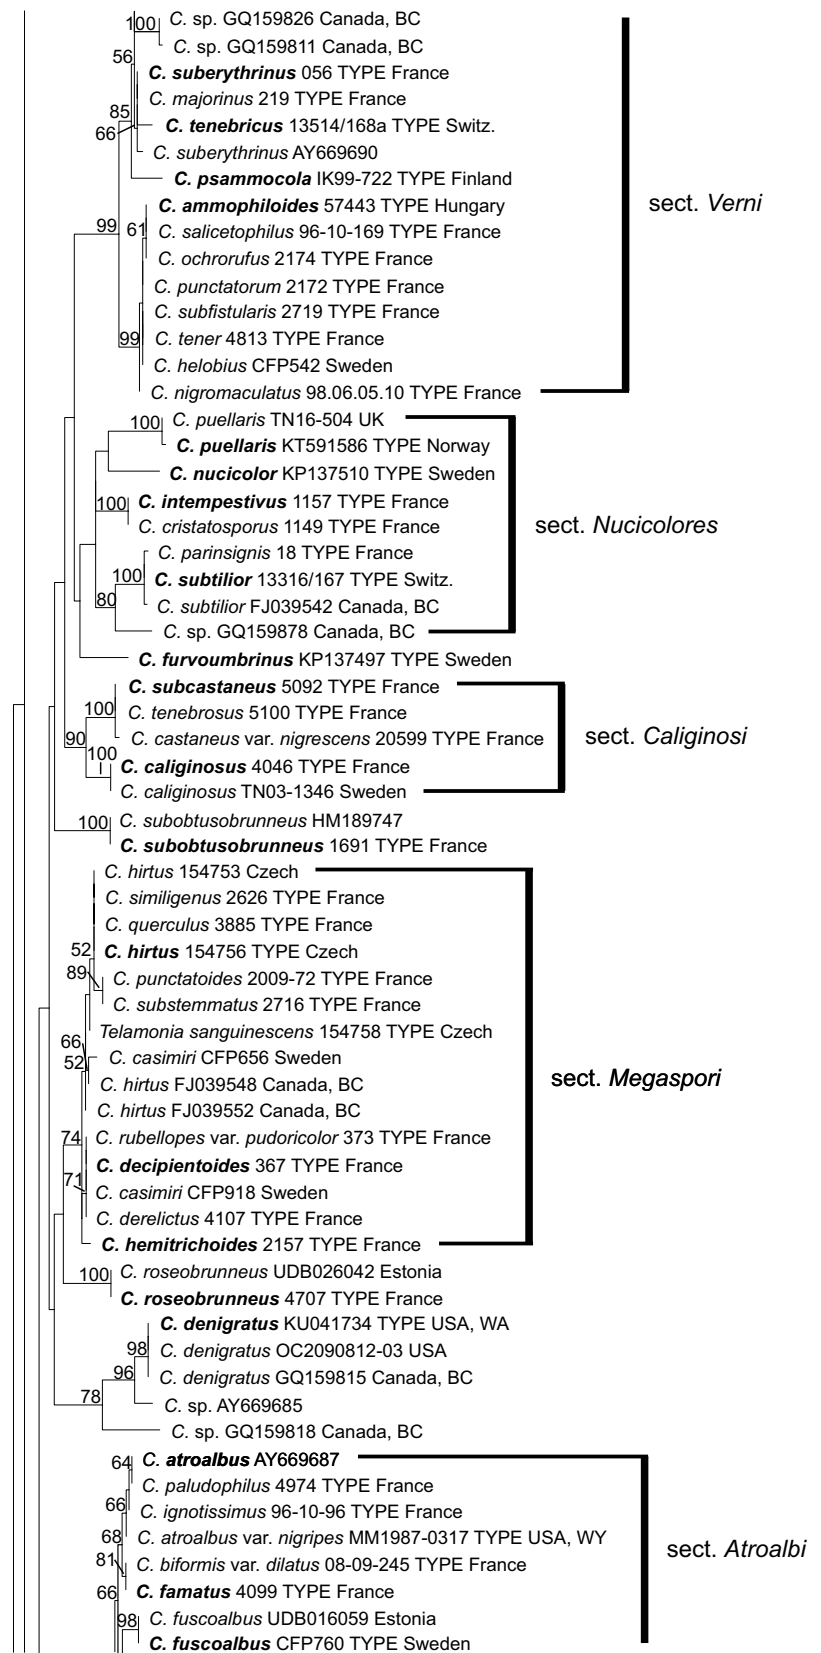 100
C. sp. GQ159826 Canada, BC
C. sp. GQ159811 Canada, BC
56
C. suberythrinus 056 TYPE France
C. majorinus 219 TYPE France
85
66
C. tenebricus 13514/168a TYPE Switz.
C. suberythrinus AY669690
C. psammocola IK99-722 TYPE Finland
sect. Verni
C. ammophiloides 57443 TYPE Hungary
99
61
C. salicetophilus 96-10-169 TYPE France
C. ochrorufus 2174 TYPE France
C. punctatorum 2172 TYPE France
C. subfistularis 2719 TYPE France
99
C. tener 4813 TYPE France
C. helobius CFP542 Sweden
C. nigromaculatus 98.06.05.10 TYPE France
100
C. puellaris TN16-504 UK
C. puellaris KT591586 TYPE Norway
C. nucicolor KP137510 TYPE Sweden
100
C. intempestivus 1157 TYPE France
C. cristatosporus 1149 TYPE France
sect. Nucicolores
C. parinsignis 18 TYPE France
100
C. subtilior 13316/167 TYPE Switz.
80
C. subtilior FJ039542 Canada, BC
C. sp. GQ159878 Canada, BC
C. furvoumbrinus KP137497 TYPE Sweden
C. subcastaneus 5092 TYPE France
100
C. tenebrosus 5100 TYPE France
90
C. castaneus var. nigrescens 20599 TYPE France
sect. Caliginosi
100
C. caliginosus 4046 TYPE France
C. caliginosus TN03-1346 Sweden
100
C. subobtusobrunneus HM189747
C. subobtusobrunneus 1691 TYPE France
C. hirtus 154753 Czech
C. similigenus 2626 TYPE France
C. querculus 3885 TYPE France
52
C. hirtus 154756 TYPE Czech
89
C. punctatoides 2009-72 TYPE France
C. substemmatus 2716 TYPE France
Telamonia sanguinescens 154758 TYPE Czech
66
52
C. casimiri CFP656 Sweden
C. hirtus FJ039548 Canada, BC
sect. Megaspori
C. hirtus FJ039552 Canada, BC
74
C. rubellopes var. pudoricolor 373 TYPE France
C. decipientoides 367 TYPE France
71
C. casimiri CFP918 Sweden
C. derelictus 4107 TYPE France
C. hemitrichoides 2157 TYPE France
100
C. roseobrunneus UDB026042 Estonia
C. roseobrunneus 4707 TYPE France
C. denigratus KU041734 TYPE USA, WA
98
C. denigratus OC2090812-03 USA
96
C. denigratus GQ159815 Canada, BC
78
C. sp. AY669685
C. sp. GQ159818 Canada, BC
64
C. atroalbus AY669687
C. paludophilus 4974 TYPE France
66
C. ignotissimus 96-10-96 TYPE France
68
C. atroalbus var. nigripes MM1987-0317 TYPE USA, WY
sect. Atroalbi
81
C. biformis var. dilatus 08-09-245 TYPE France
66
C. famatus 4099 TYPE France
98
C. fuscoalbus UDB016059 Estonia
C. fuscoalbus CFP760 TYPE Sweden